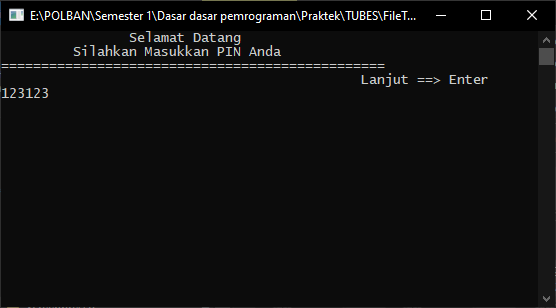 E:\POLBAN\Semester 1\Dasar dasar pemrograman\Praktek\TUBES\FileT...
Selamat Datang
Silahkan Masukkan PIN Anda
================================================
Lanjut ==> Enter
123123